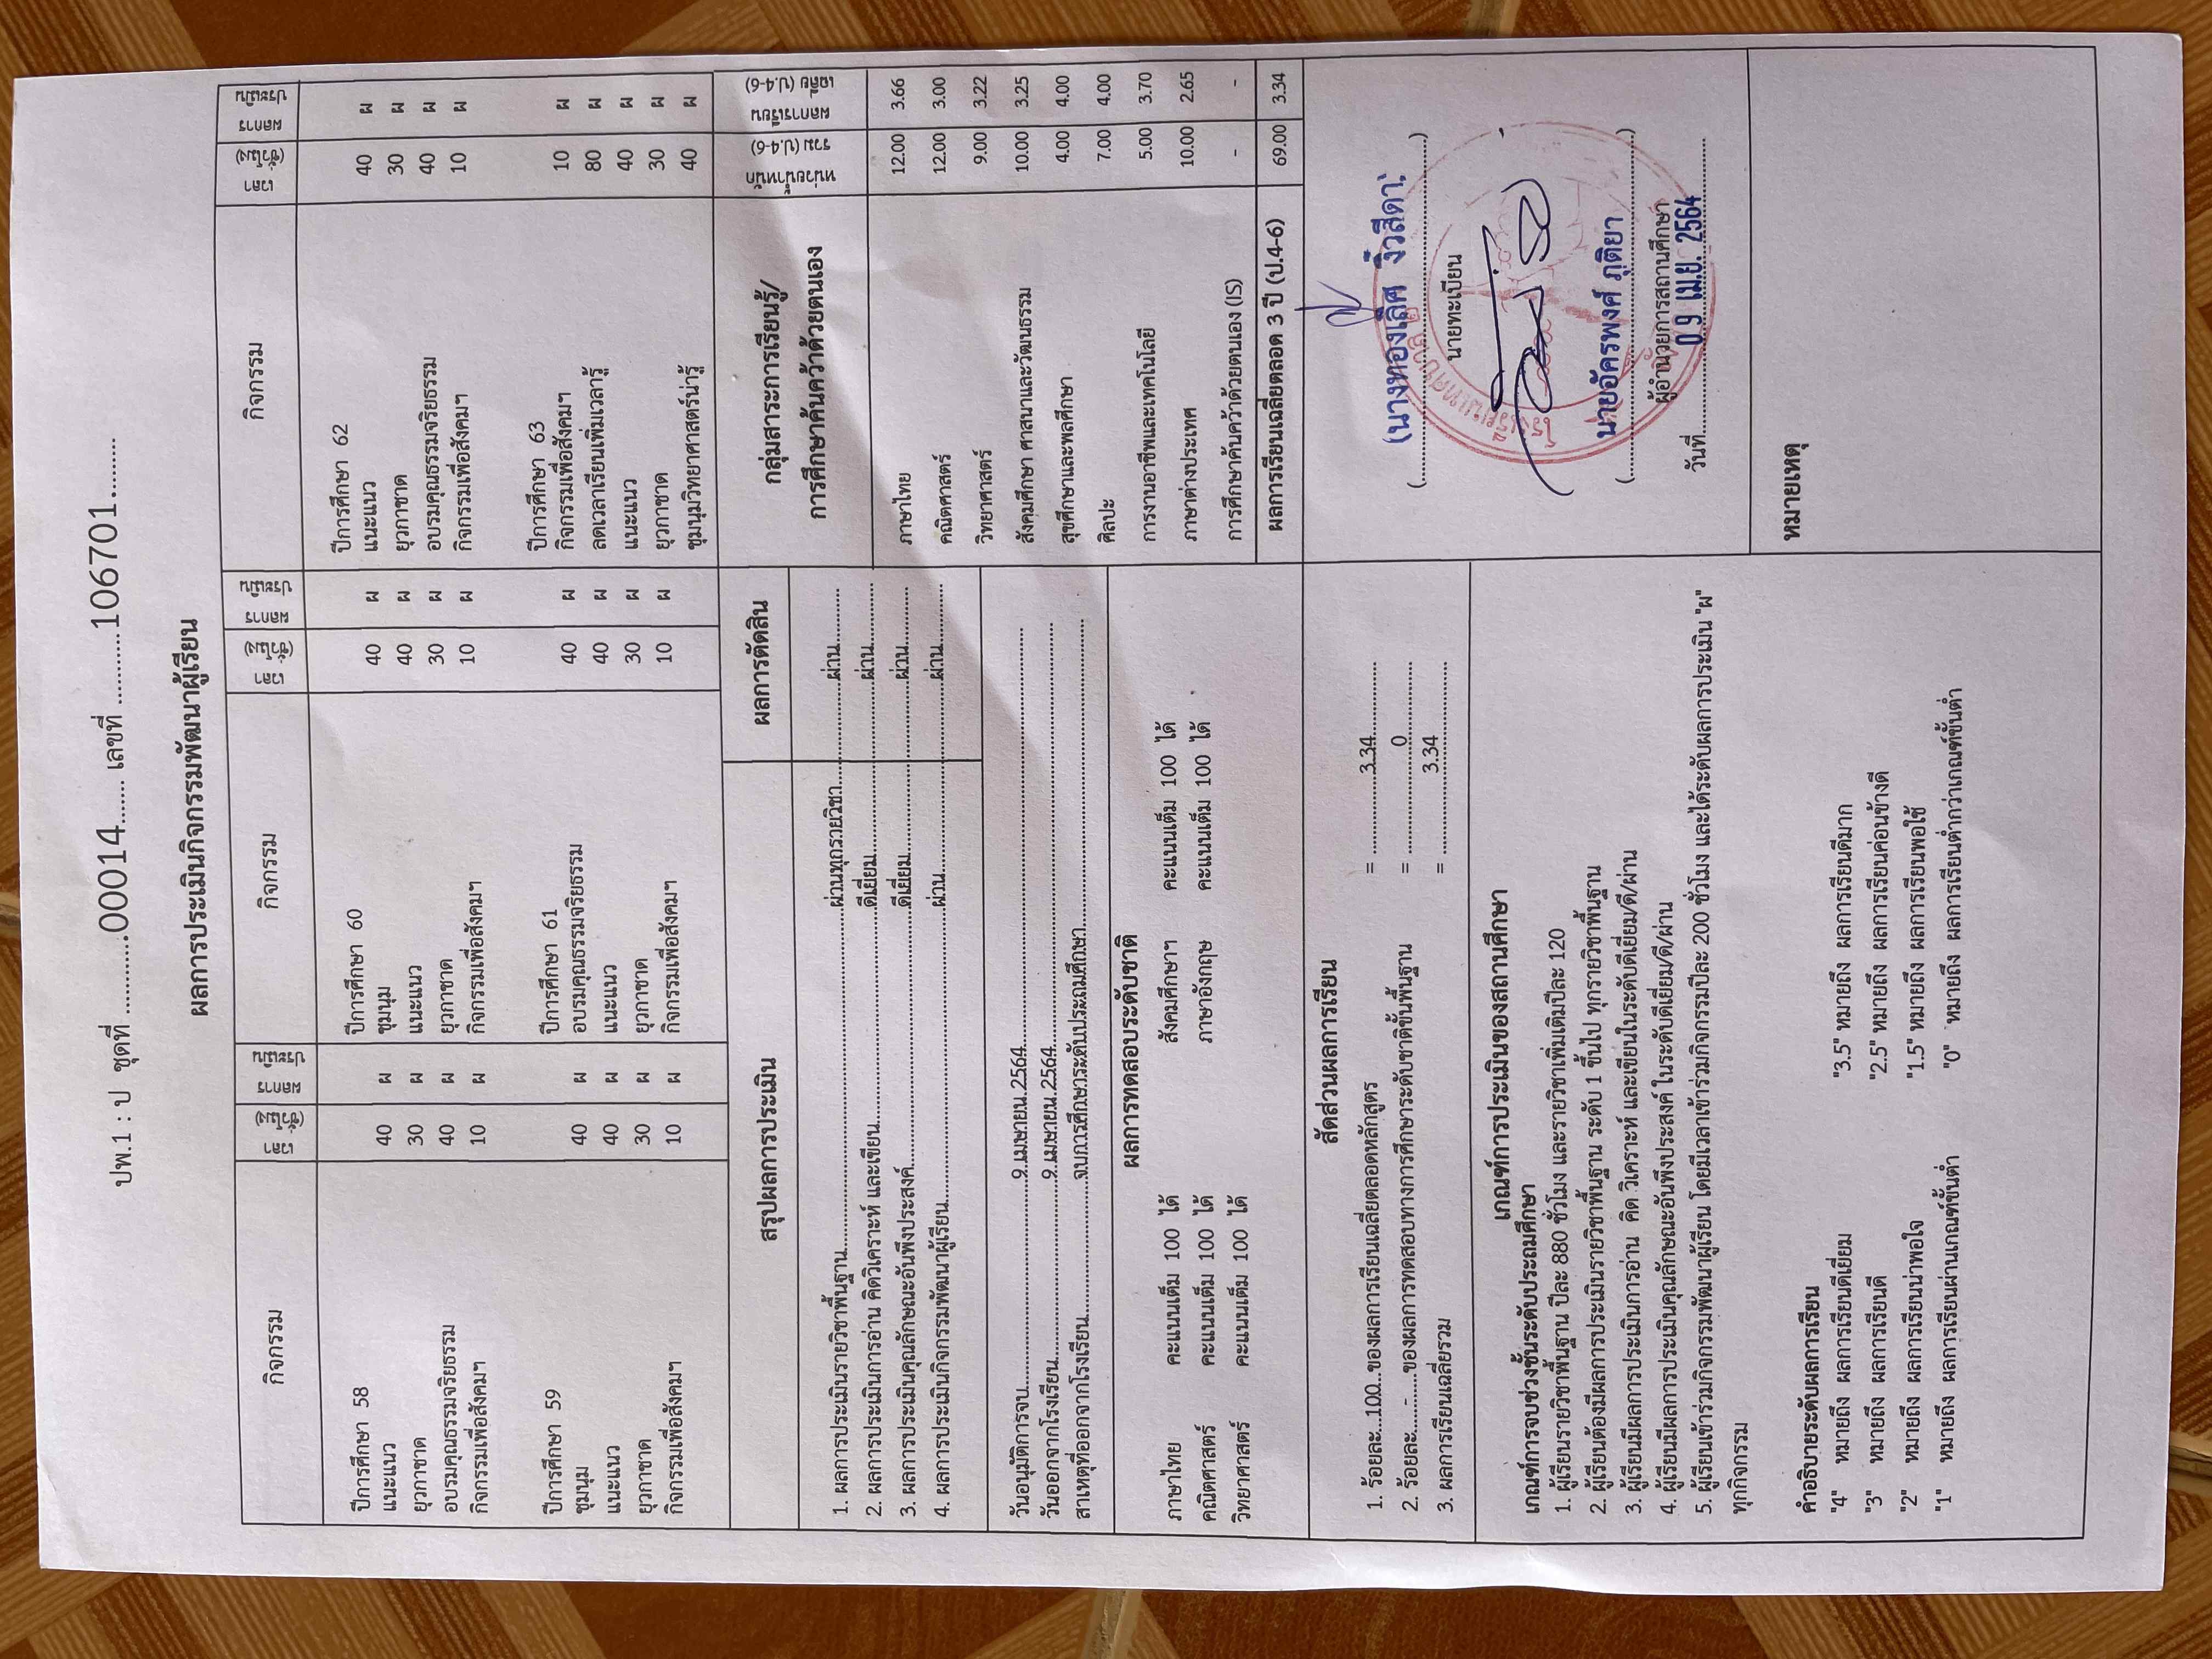 ปพ.1 : ป ชุดที่ ...........00014....... เลขที่ ...........106701.........
ผลการประเมินกิจกรรมพัฒนาผู้เรียน
กิจกรรม เวลา (ชั่วโมง) ผลการประเมิน กิจกรรม เวลา (ชั่วโมง) ผลการประเมิน กิจกรรม เวลา (ชั่วโมง) ผลการประเมิน
ปีการศึกษา 58
แนะแนว 40 ผ
ยุวกาชาด 30 ผ
อบรมคุณธรรมจริยธรรม 40 ผ
กิจกรรมเพื่อสังคมฯ 10 ผ
ปีการศึกษา 59
ชุมนุม 40 ผ
แนะแนว 40 ผ
ยุวกาชาด 30 ผ
กิจกรรมเพื่อสังคมฯ 10 ผ
ปีการศึกษา 60
ชุมนุม 40 ผ
แนะแนว 40 ผ
ยุวกาชาด 30 ผ
กิจกรรมเพื่อสังคมฯ 10 ผ
ปีการศึกษา 61
อบรมคุณธรรมจริยธรรม 40 ผ
แนะแนว 40 ผ
ยุวกาชาด 30 ผ
กิจกรรมเพื่อสังคมฯ 10 ผ
ปีการศึกษา 62
แนะแนว 40 ผ
ยุวกาชาด 30 ผ
อบรมคุณธรรมจริยธรรม 40 ผ
กิจกรรมเพื่อสังคมฯ 10 ผ
ปีการศึกษา 63
กิจกรรมเพื่อสังคมฯ 10 ผ
ลดเวลาเรียนเพิ่มเวลารู้ 80 ผ
แนะแนว 40 ผ
ยุวกาชาด 30 ผ
ชุมนุมวิทยาศาสตร์น่ารู้ 40 ผ
สรุปผลการประเมิน ผลการตัดสิน
1. ผลการประเมินรายวิชาพื้นฐาน......ผ่านทุกรายวิชา......ผ่าน......
2. ผลการประเมินการอ่าน คิดวิเคราะห์ และเขียน......ดีเยี่ยม......ผ่าน......
3. ผลการประเมินคุณลักษณะอันพึงประสงค์......ดีเยี่ยม......ผ่าน......
4. ผลการประเมินกิจกรรมพัฒนาผู้เรียน......ผ่าน......ผ่าน......
วันอนุมัติการจบ......9 เมษายน 2564......
วันออกจากโรงเรียน......9 เมษายน 2564......
สาเหตุที่ออกจากโรงเรียน......จบการศึกษาระดับประถมศึกษา......
ผลการทดสอบระดับชาติ
ภาษาไทย คะแนนเต็ม 100 ได้ สังคมศึกษาฯ คะแนนเต็ม 100 ได้
คณิตศาสตร์ คะแนนเต็ม 100 ได้ ภาษาอังกฤษ คะแนนเต็ม 100 ได้
วิทยาศาสตร์ คะแนนเต็ม 100 ได้
กลุ่มสาระการเรียนรู้/
การศึกษาค้นคว้าด้วยตนเอง
หน่วยน้ำหนัก รวม (ป.4-6) ผลการเรียน เฉลี่ย (ป.4-6)
ภาษาไทย 12.00 3.66
คณิตศาสตร์ 12.00 3.00
วิทยาศาสตร์ 9.00 3.22
สังคมศึกษา ศาสนาและวัฒนธรรม 10.00 3.25
สุขศึกษาและพลศึกษา 4.00 4.00
ศิลปะ 7.00 4.00
การงานอาชีพและเทคโนโลยี 5.00 3.70
ภาษาต่างประเทศ 10.00 2.65
การศึกษาค้นคว้าด้วยตนเอง (IS) - -
ผลการเรียนเฉลี่ยตลอด 3 ปี (ป.4-6) 69.00 3.34
สัดส่วนผลการเรียน
1. ร้อยละ..100..ของผลการเรียนเฉลี่ยตลอดหลักสูตร = ......3.34......
2. ร้อยละ......-......ของผลการทดสอบทางการศึกษาระดับชาติขั้นพื้นฐาน = ......0......
3. ผลการเรียนเฉลี่ยรวม = ......3.34......
(นางทองเลิศ งิ้วสีดา)
(......)
นายทะเบียน
นายอัครพงศ์ ภูติยา
(......)
ผู้อำนวยการสถานศึกษา
วันที่......0 9 เม.ย. 2564......
เกณฑ์การประเมินของสถานศึกษา
เกณฑ์การจบช่วงชั้นระดับประถมศึกษา
1. ผู้เรียนรายวิชาพื้นฐาน ปีละ 880 ชั่วโมง และรายวิชาเพิ่มเติมปีละ 120
2. ผู้เรียนต้องมีผลการประเมินรายวิชาพื้นฐาน ระดับ 1 ขึ้นไป ทุกรายวิชาพื้นฐาน
3. ผู้เรียนมีผลการประเมินการอ่าน คิด วิเคราะห์ และเขียนในระดับดีเยี่ยม/ดี/ผ่าน
4. ผู้เรียนมีผลการประเมินคุณลักษณะอันพึงประสงค์ ในระดับดีเยี่ยม/ดี/ผ่าน
5. ผู้เรียนเข้าร่วมกิจกรรมพัฒนาผู้เรียน โดยมีเวลาเข้าร่วมกิจกรรมปีละ 200 ชั่วโมง และได้ระดับผลการประเมิน "ผ"
ทุกกิจกรรม
คำอธิบายระดับผลการเรียน
"4" หมายถึง ผลการเรียนดีเยี่ยม "3.5" หมายถึง ผลการเรียนดีมาก
"3" หมายถึง ผลการเรียนดี "2.5" หมายถึง ผลการเรียนค่อนข้างดี
"2" หมายถึง ผลการเรียนน่าพอใจ "1.5" หมายถึง ผลการเรียนพอใช้
"1" หมายถึง ผลการเรียนผ่านเกณฑ์ขั้นต่ำ "0" หมายถึง ผลการเรียนต่ำกว่าเกณฑ์ขั้นต่ำ
หมายเหตุ